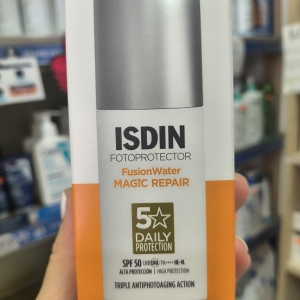 ISDIN
FOTOPROTECTOR
FusionWater
MAGIC REPAIR
5
DAILY
PROTECTION
SPF 50
ALTA PROTECCIÓN | HIGH PROTECTION
TRIPLE ANTIPHOTOAGING ACTION